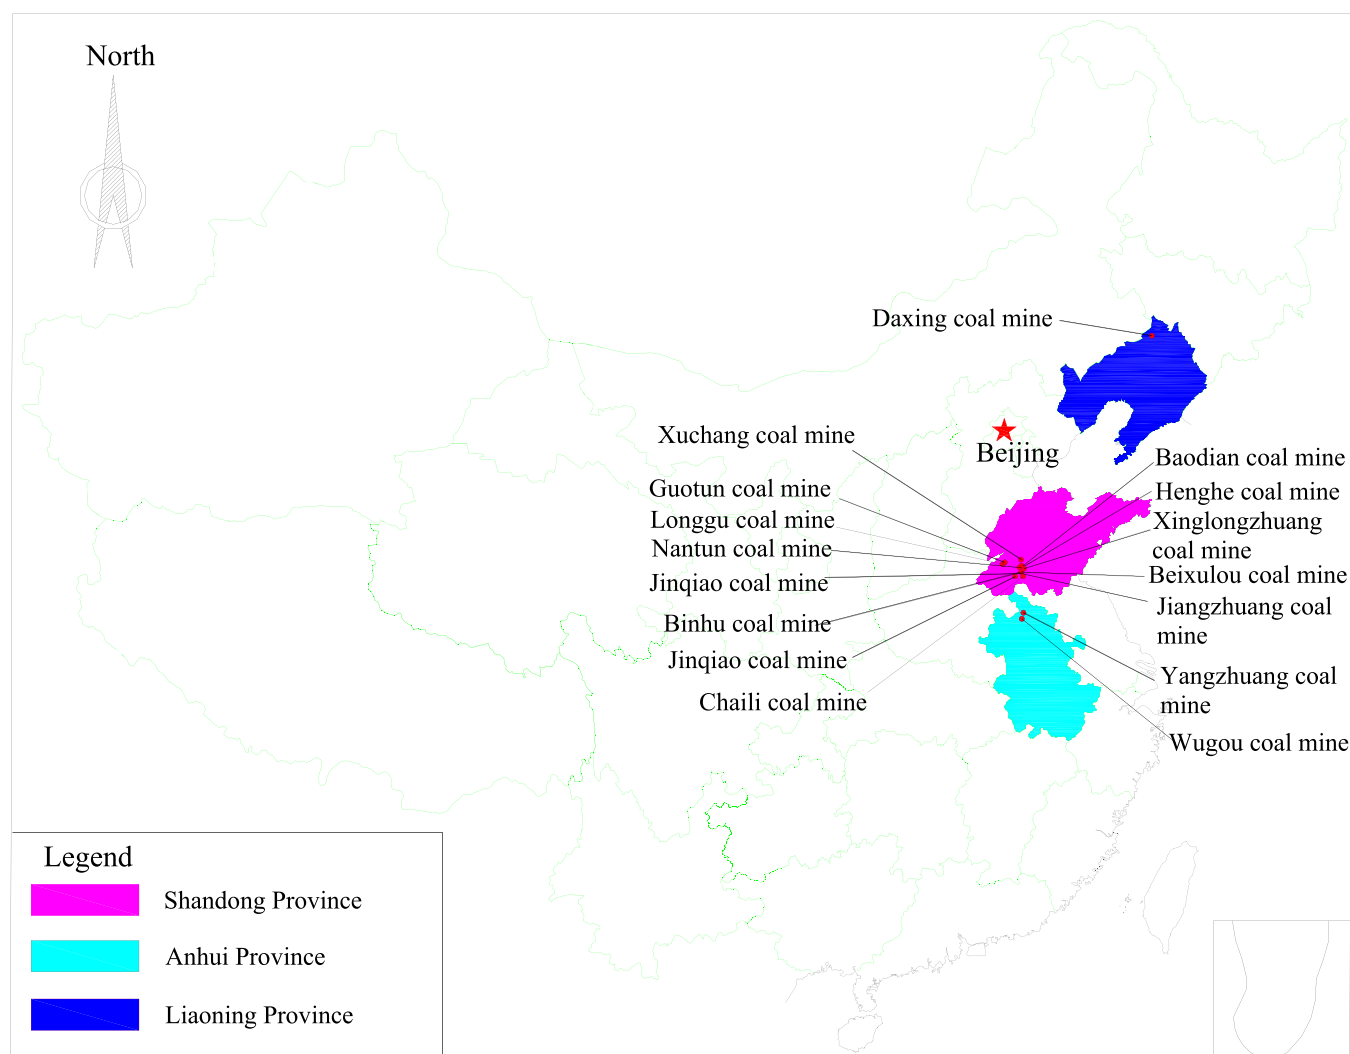 North
Daxing coal mine
Xuchang coal mine
Beijing
Guotun coal mine
Longgu coal mine
Nantun coal mine
Jinqiao coal mine
Binhu coal mine
Jinqiao coal mine
Chaili coal mine
Baodian coal mine
Henghe coal mine
Xinglongzhuang
coal mine
Beixulou coal mine
Jiangzhuang coal
mine
Yangzhuang coal
mine
Wugou coal mine
Legend
Shandong Province
Anhui Province
Liaoning Province